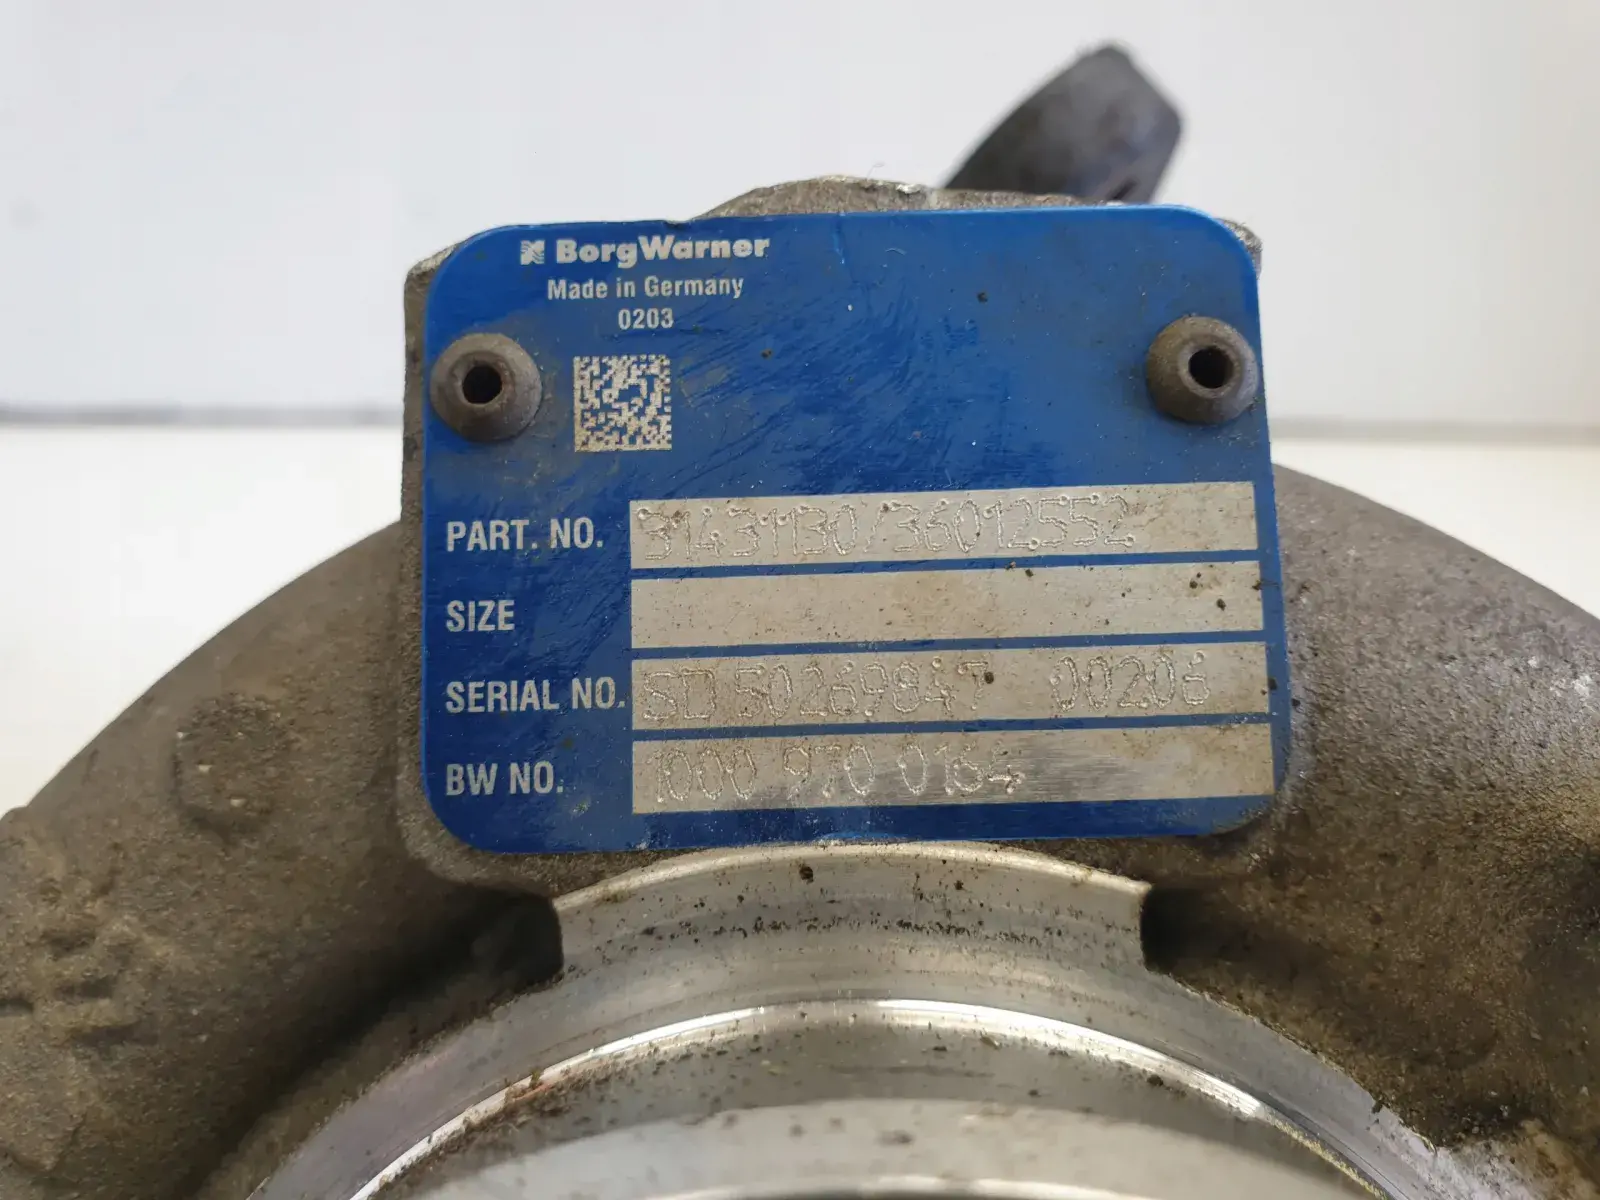 BorgWarner
Made in Germany
0203
PART. NO. 31431130/36012552
SIZE
SERIAL NO. SD 50269847 00206
BW NO. 1000 970 0164